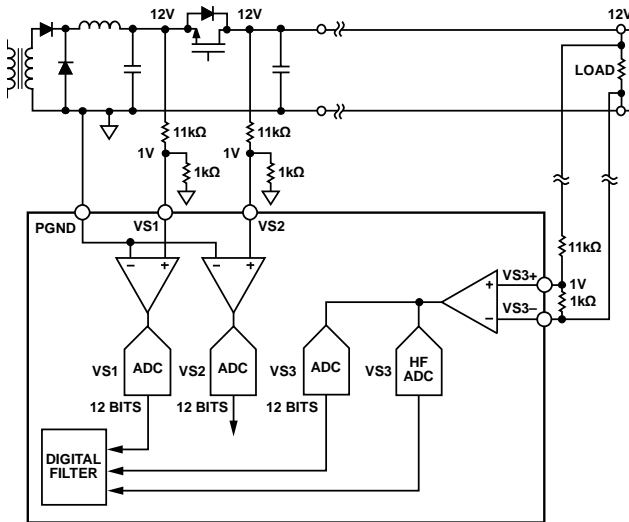 12V
12V
12V
LOAD
11kΩ
11kΩ
1V
1kΩ
1V
1kΩ
11kΩ
PGND
VS1
VS2
VS3+
1V
1kΩ
VS3–
–
+
–
+
+
–
VS1
ADC
VS2
ADC
VS3
ADC
VS3
HF
ADC
12 BITS
12 BITS
12 BITS
DIGITAL
FILTER